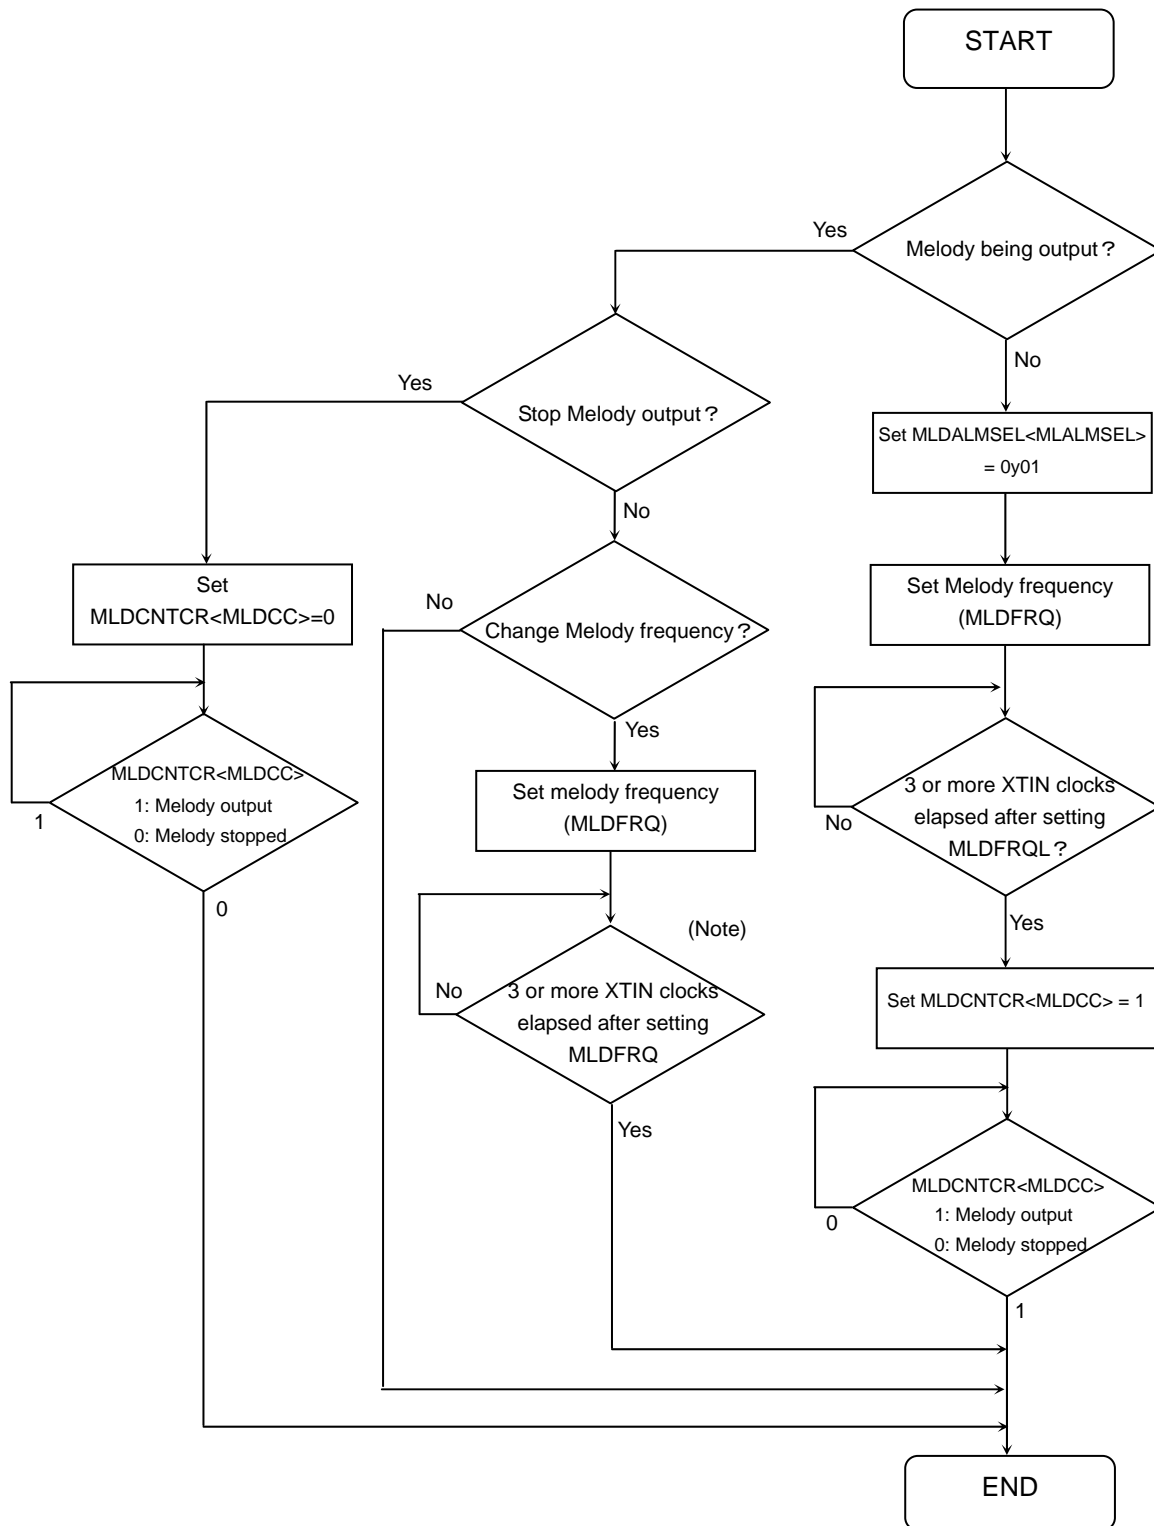 START
Melody being output？
Yes
No
Stop Melody output？
Yes
No
Set MLDALMSEL<MLALMSEL>
= 0y01
Set
MLDCNTCR<MLDCC>=0
Change Melody frequency？
No
Yes
Set Melody frequency
(MLDFRQ)
MLDCNTCR<MLDCC>
1: Melody output
0: Melody stopped
1
0
Set melody frequency
(MLDFRQ)
3 or more XTIN clocks
elapsed after setting
MLDFRQL？
No
Yes
(Note)
3 or more XTIN clocks
elapsed after setting
MLDFRQ
No
Yes
Set MLDCNTCR<MLDCC> = 1
MLDCNTCR<MLDCC>
1: Melody output
0: Melody stopped
0
1
END